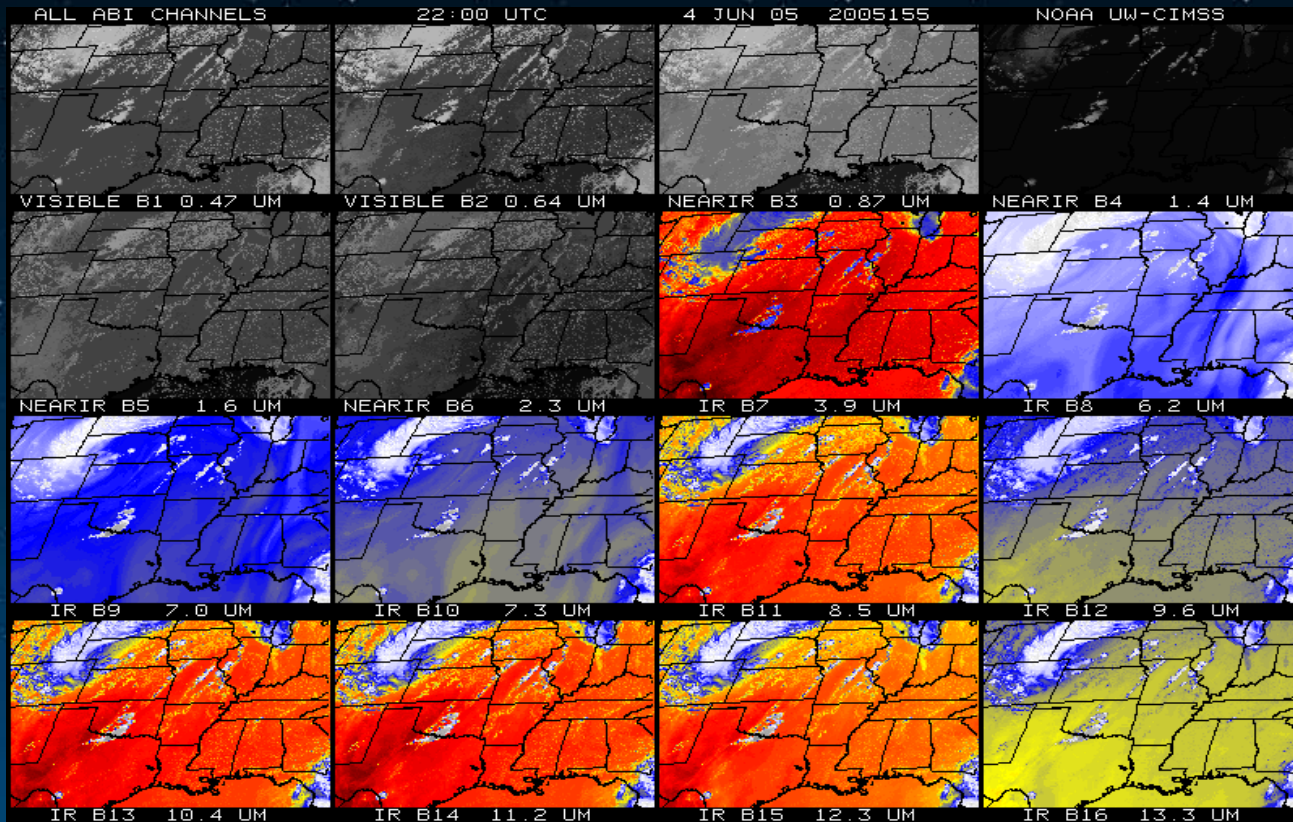 ALL ABI CHANNELS 22:00 UTC 4 JUN 05 2005155 NOAA UW-CIMSS
VISIBLE B1 0.47 UM VISIBLE B2 0.64 UM NEARIR B3 0.87 UM NEARIR B4 1.4 UM
NEARIR B5 1.6 UM NEARIR B6 2.3 UM IR B7 3.9 UM IR B8 6.2 UM
IR B9 7.0 UM IR B10 7.3 UM IR B11 8.5 UM IR B12 9.6 UM
IR B13 10.4 UM IR B14 11.2 UM IR B15 12.3 UM IR B16 13.3 UM